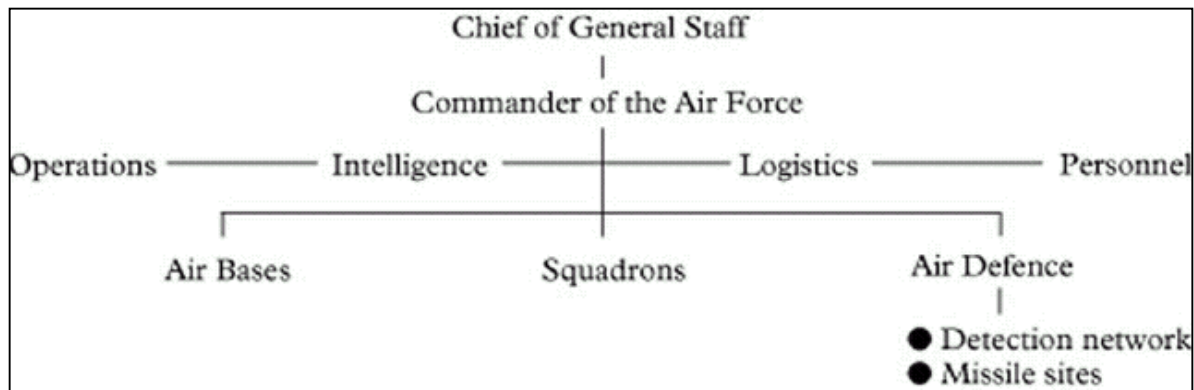 Chief of General Staff
Commander of the Air Force
Operations Intelligence Logistics Personnel
Air Bases Squadrons Air Defence
● Detection network
● Missile sites